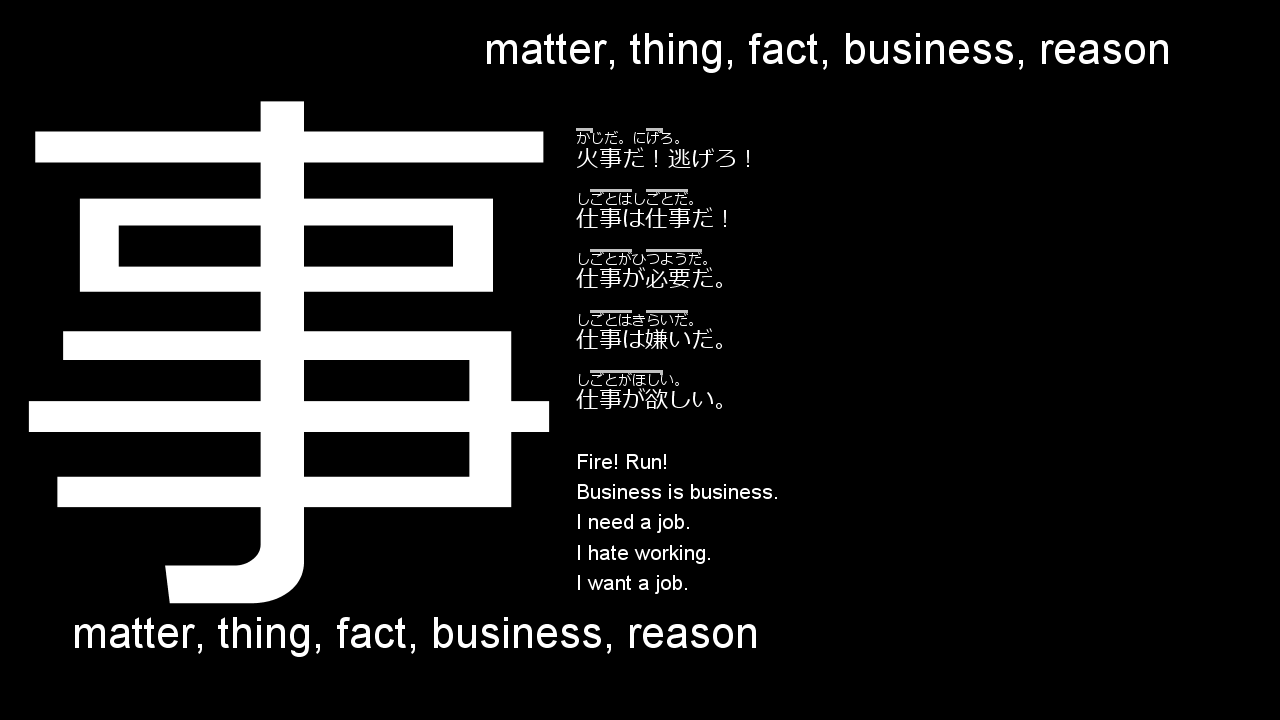 matter, thing, fact, business, reason
事
かじだ。にげろ。
火事だ！逃げろ！
しごとはしごとだ。
仕事は仕事だ！
しごとがひつようだ。
仕事が必要だ。
しごとはきらいだ。
仕事は嫌いだ。
しごとがほしい。
仕事が欲しい。
Fire! Run!
Business is business.
I need a job.
I hate working.
I want a job.
matter, thing, fact, business, reason